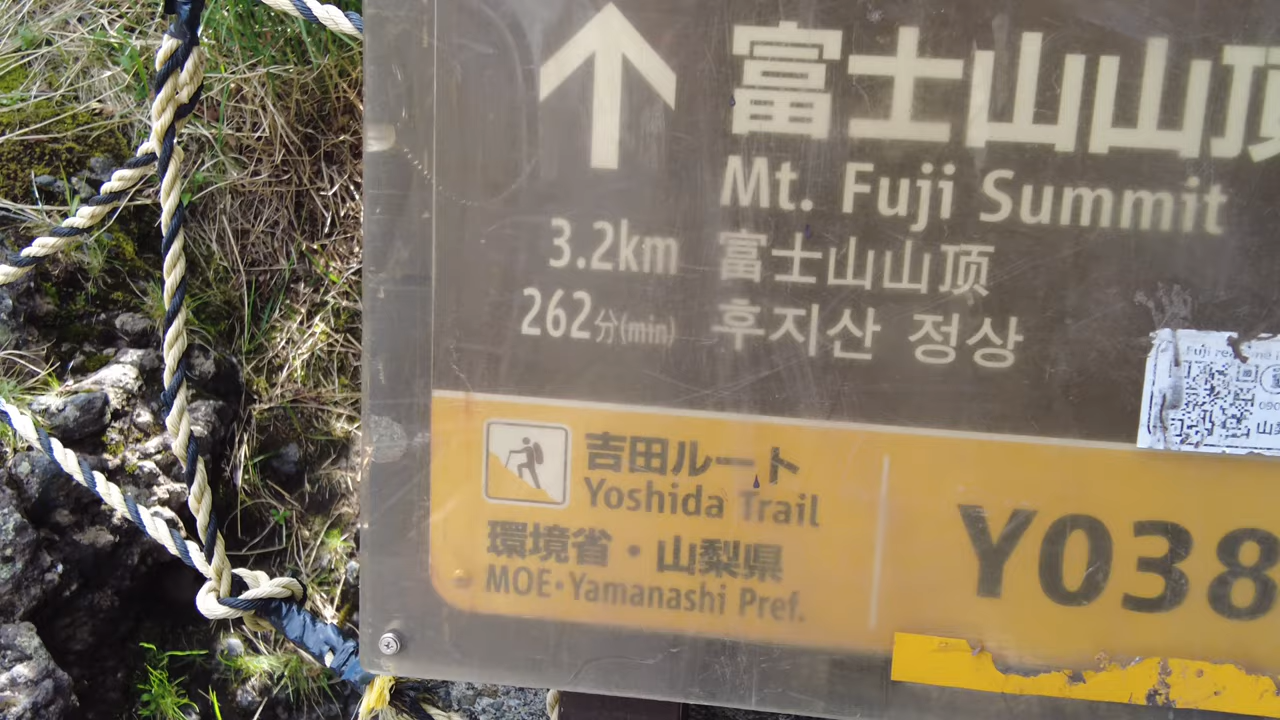 富士山山頂
Mt. Fuji Summit
3.2km 富士山山顶
262分(min) 후지산 정상
吉田ルート
Yoshida Trail
環境省・山梨県
MOE・Yamanashi Pref.
Y038
Fuji